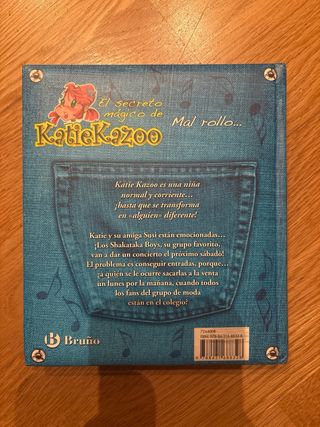 El secreto
mágico de
KatieKazoo
Mal rollo...
Katie Kazoo es una niña
normal y corriente...
¡hasta que se transforma
en «alguien» diferente!
Katie y su amiga Susi están emocionadas...
¡Los Shakataka Boys, su grupo favorito,
van a dar un concierto el próximo sábado!
El problema es conseguir entradas, porque...
¿a quién se le ocurre sacarlas a la venta
un lunes por la mañana, cuando todos
los fans del grupo de moda
están en el colegio?
Bruño